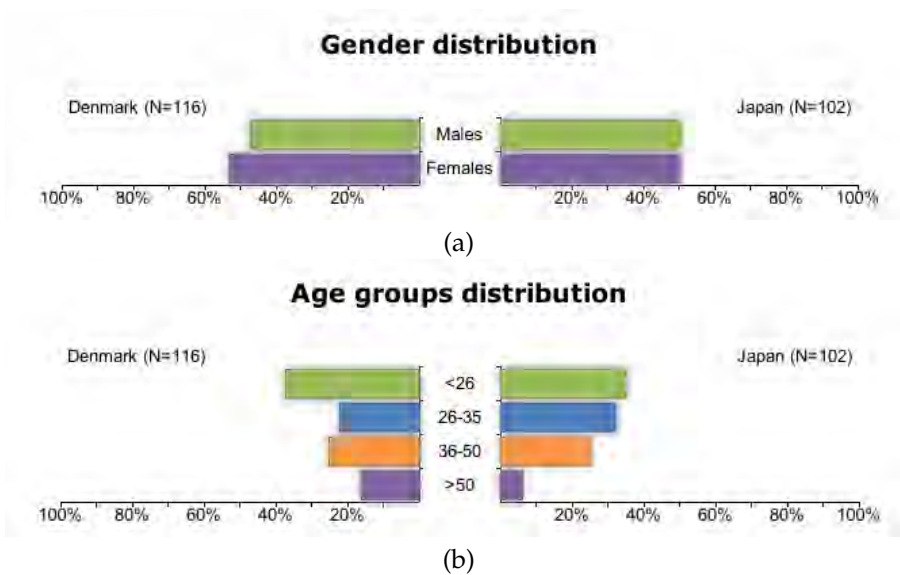 Gender distribution
Denmark (N=116) Japan (N=102)
Males
Females
100% 80% 60% 40% 20% 20% 40% 60% 80% 100%
(a)
Age groups distribution
Denmark (N=116) Japan (N=102)
<26
26-35
36-50
>50
100% 80% 60% 40% 20% 20% 40% 60% 80% 100%
(b)